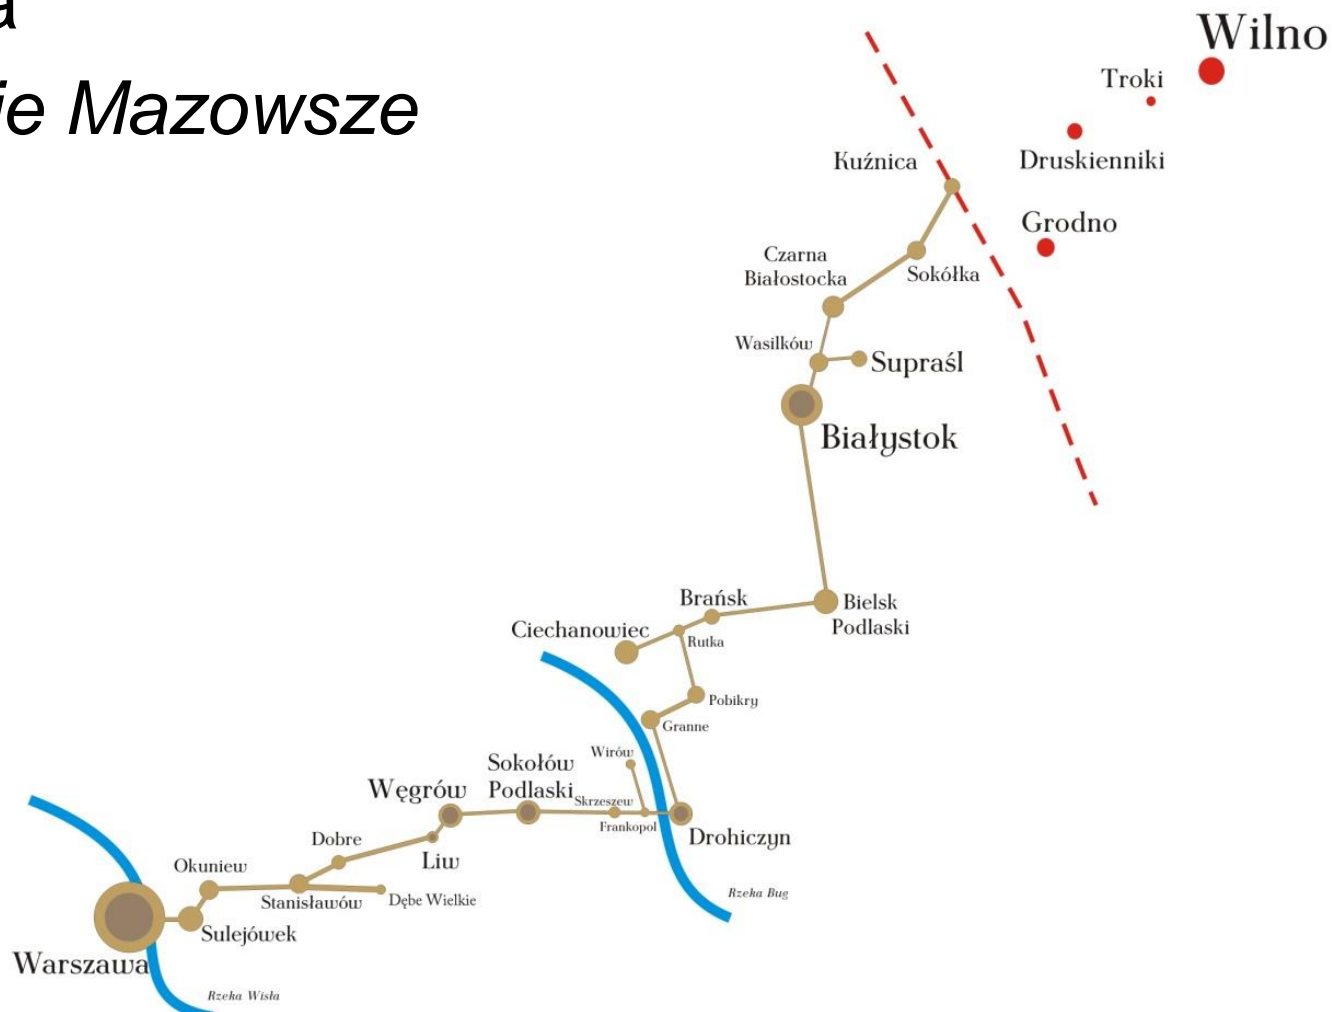 a
ie Mazowsze
Wilno
Troki
Druskienniki
Kuźnica
Grodno
Czarna
Białostocka
Sokółka
Wasilków
Supraśl
Białystok
Brańsk
Bielsk
Podlaski
Ciechanowiec
Rutka
Pobikry
Granne
Wirów
Sokołów
Podlaski
Węgrów
Skrzeszew
Frankopol
Drohiczyn
Dobre
Liw
Okuniew
Stanisławów
Dębe Wielkie
Rzeka Bug
Sulejówek
Warszawa
Rzeka Wisła